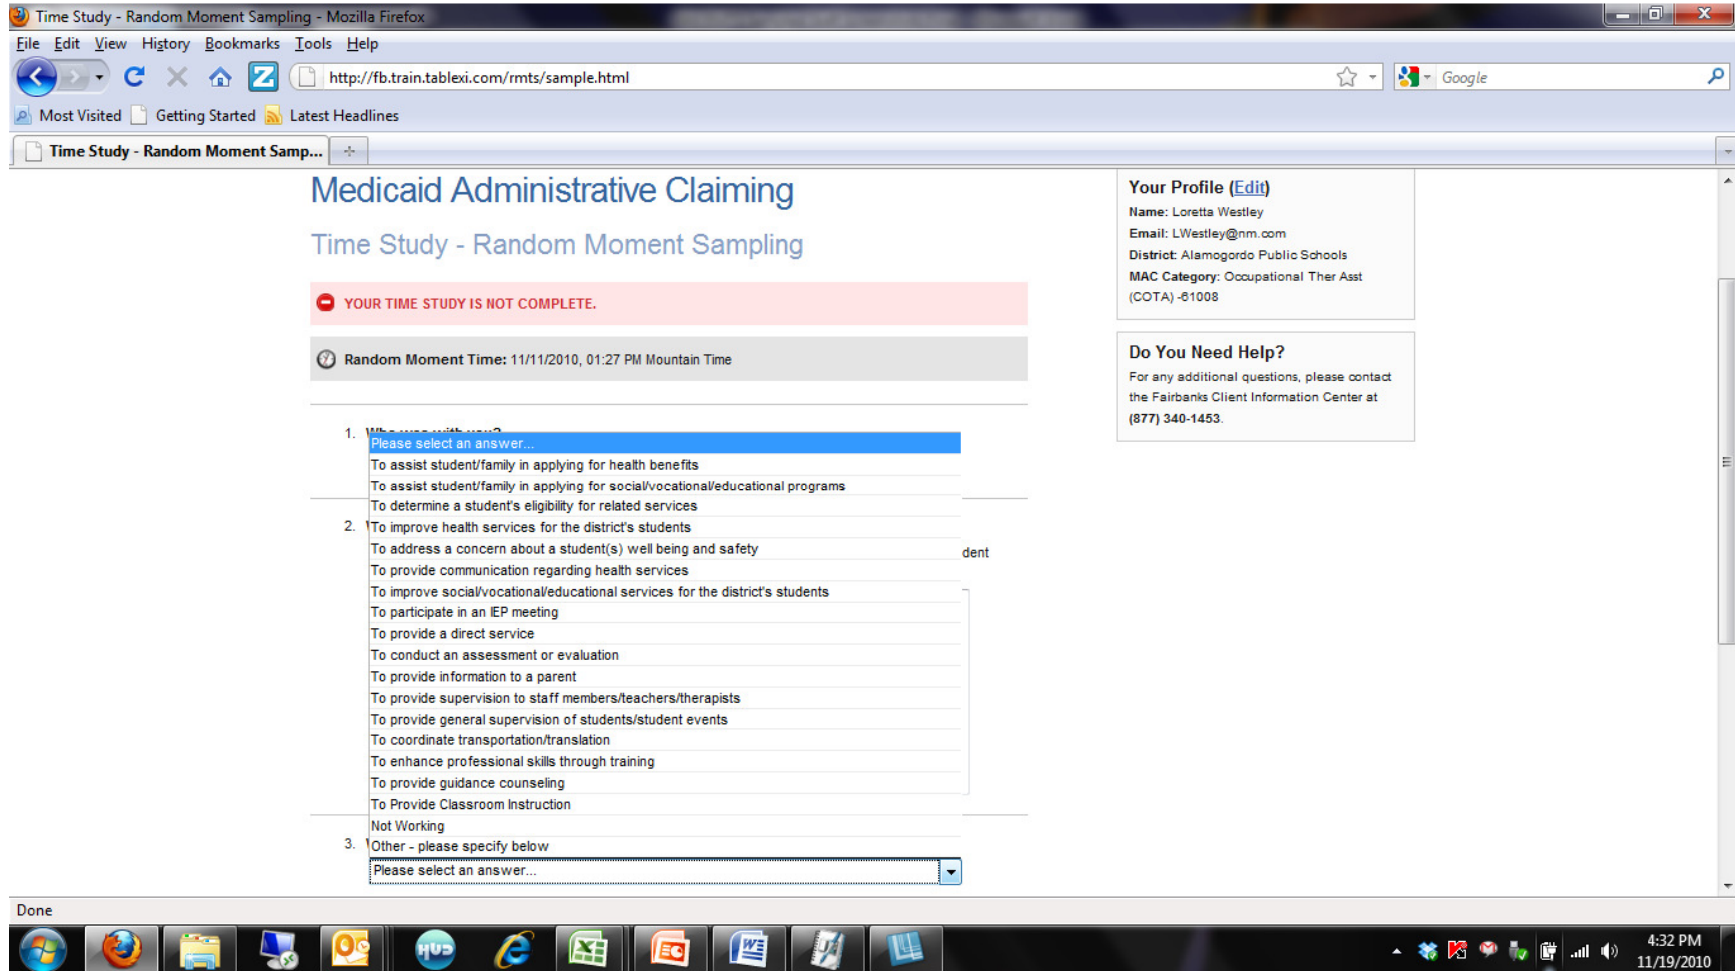 Time Study - Random Moment Sampling - Mozilla Firefox
File Edit View History Bookmarks Tools Help
http://fb.train.tablexi.com/rmts/sample.html
Google
Most Visited Getting Started Latest Headlines
Time Study - Random Moment Samp...
Medicaid Administrative Claiming
Time Study - Random Moment Sampling
YOUR TIME STUDY IS NOT COMPLETE.
Random Moment Time: 11/11/2010, 01:27 PM Mountain Time
Your Profile (Edit)
Name: Loretta Westley
Email: LWestley@nm.com
District: Alamogordo Public Schools
MAC Category: Occupational Ther Asst
(COTA) -61008
Do You Need Help?
For any additional questions, please contact
the Fairbanks Client Information Center at
(877) 340-1453.
1. Who was with you?
Please select an answer...
To assist student/family in applying for health benefits
To assist student/family in applying for social/vocational/educational programs
To determine a student's eligibility for related services
2.
To improve health services for the district's students
To address a concern about a student(s) well being and safety
dent
To provide communication regarding health services
To improve social/vocational/educational services for the district's students
To participate in an IEP meeting
To provide a direct service
To conduct an assessment or evaluation
To provide information to a parent
To provide supervision to staff members/teachers/therapists
To provide general supervision of students/student events
To coordinate transportation/translation
To enhance professional skills through training
To provide guidance counseling
To Provide Classroom Instruction
Not Working
3.
Other - please specify below
Please select an answer...
Done
4:32 PM
11/19/2010